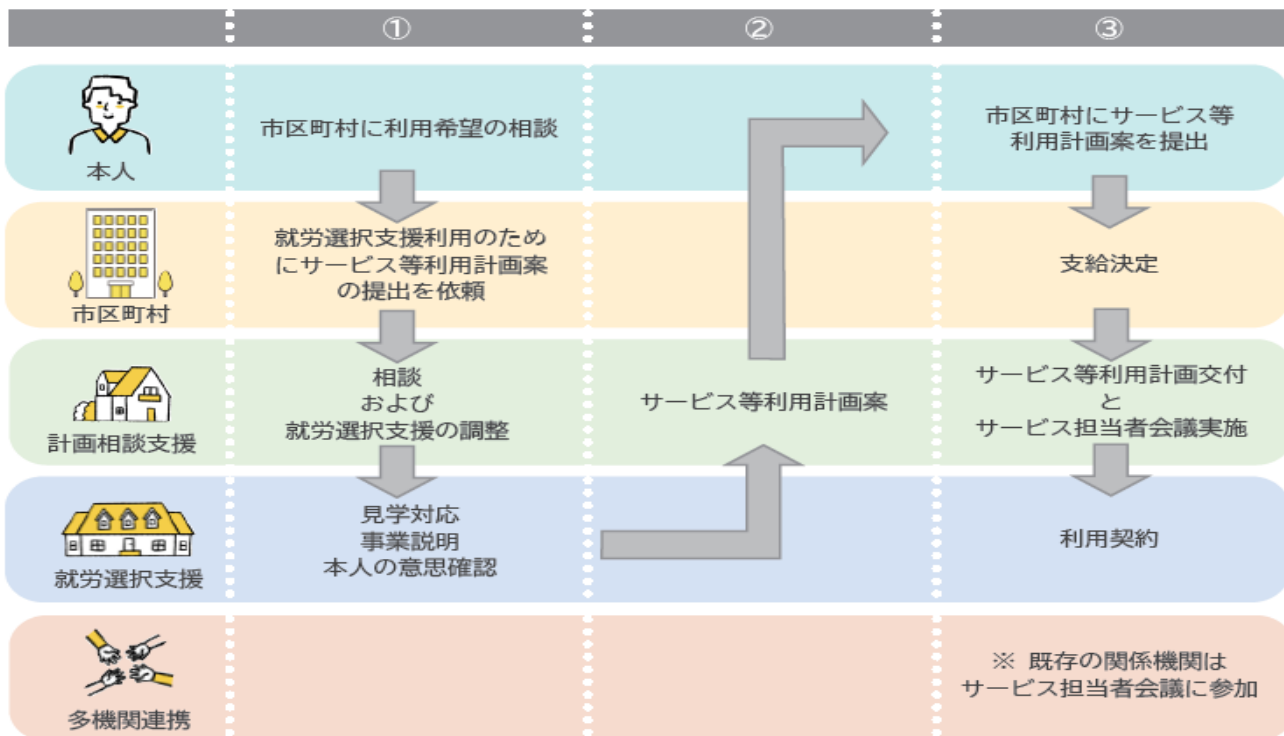 ① ② ③
本人
市区町村に利用希望の相談
市区町村にサービス等
利用計画案を提出
市区町村
就労選択支援利用のため
にサービス等利用計画案
の提出を依頼
支給決定
計画相談支援
相談
および
就労選択支援の調整
サービス等利用計画案
サービス等利用計画交付
と
サービス担当者会議実施
就労選択支援
見学対応
事業説明
本人の意思確認
利用契約
多機関連携
※ 既存の関係機関は
サービス担当者会議に参加